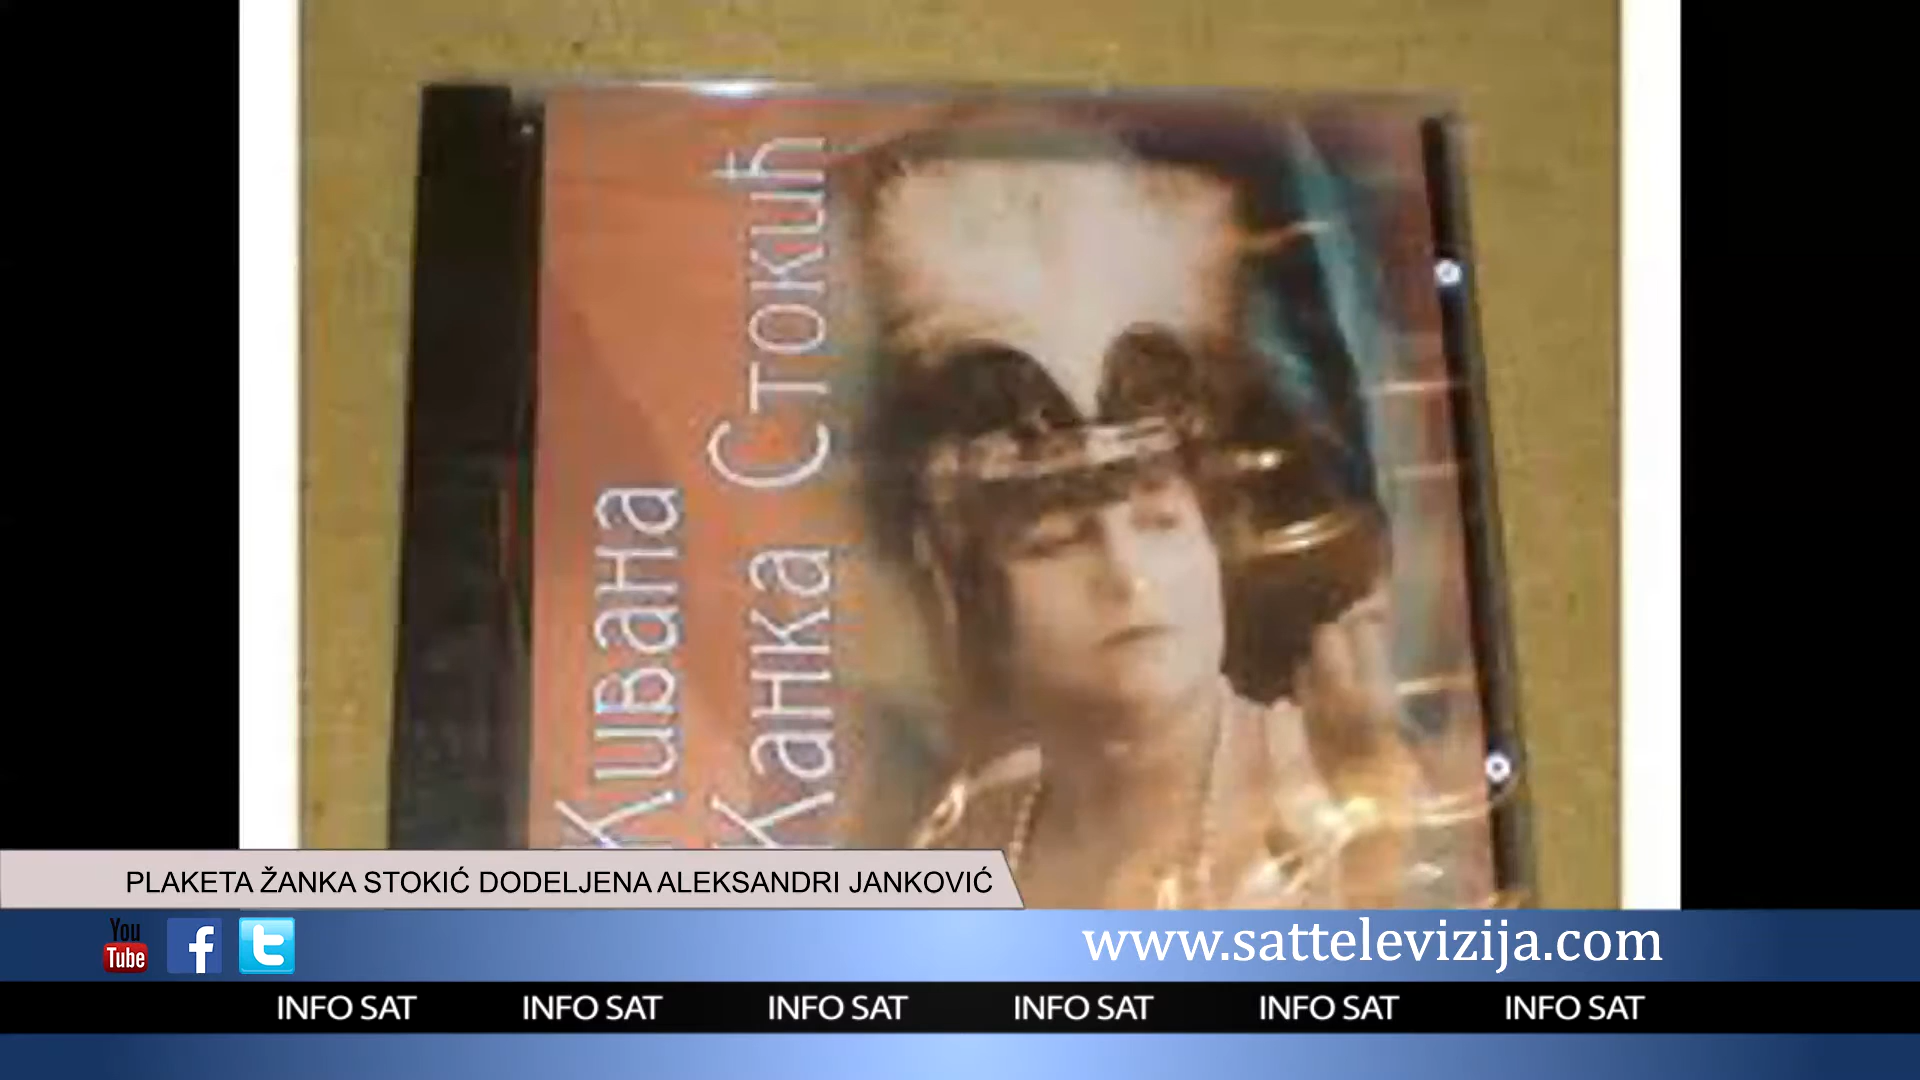 Живана
Жанка Стокић
PLAKETA ŽANKA STOKIĆ DODELJENA ALEKSANDRI JANKOVIĆ
You
Tube
www.sattelevizija.com
INFO SAT INFO SAT INFO SAT INFO SAT INFO SAT INFO SAT